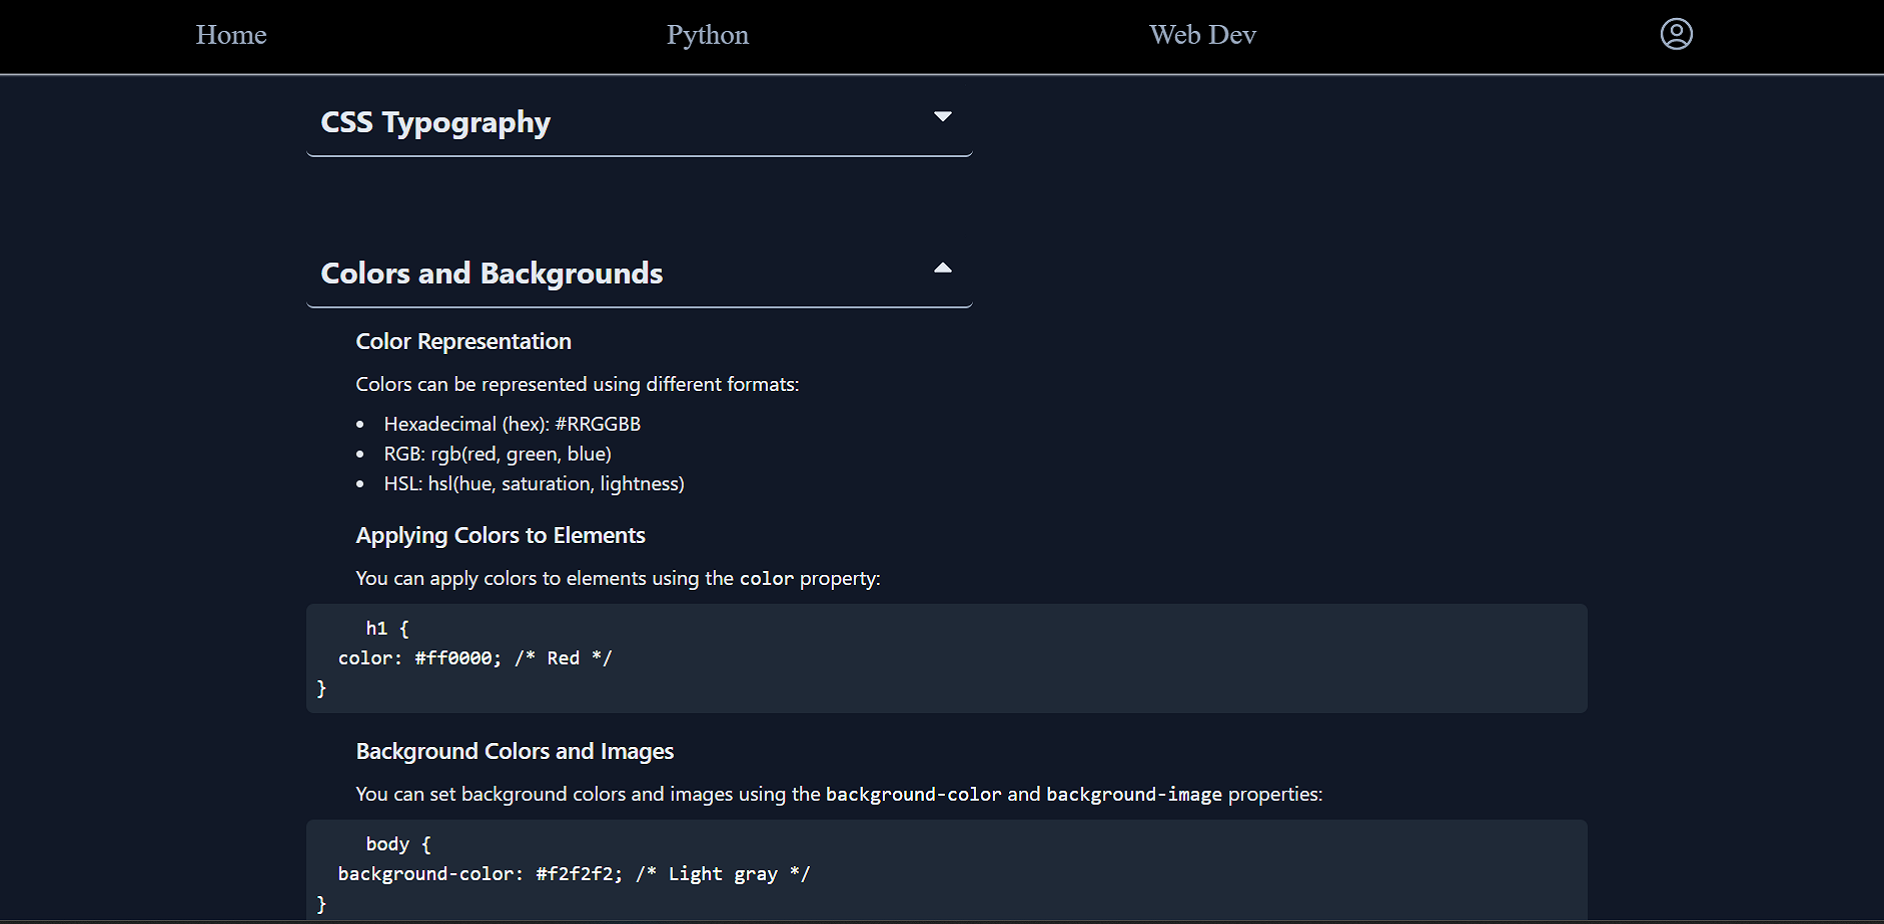 Home Python Web Dev
CSS Typography
Colors and Backgrounds
Color Representation
Colors can be represented using different formats:
• Hexadecimal (hex): #RRGGBB
• RGB: rgb(red, green, blue)
• HSL: hsl(hue, saturation, lightness)
Applying Colors to Elements
You can apply colors to elements using the color property:
h1 {
color: #ff0000; /* Red */
}
Background Colors and Images
You can set background colors and images using the background-color and background-image properties:
body {
background-color: #f2f2f2; /* Light gray */
}